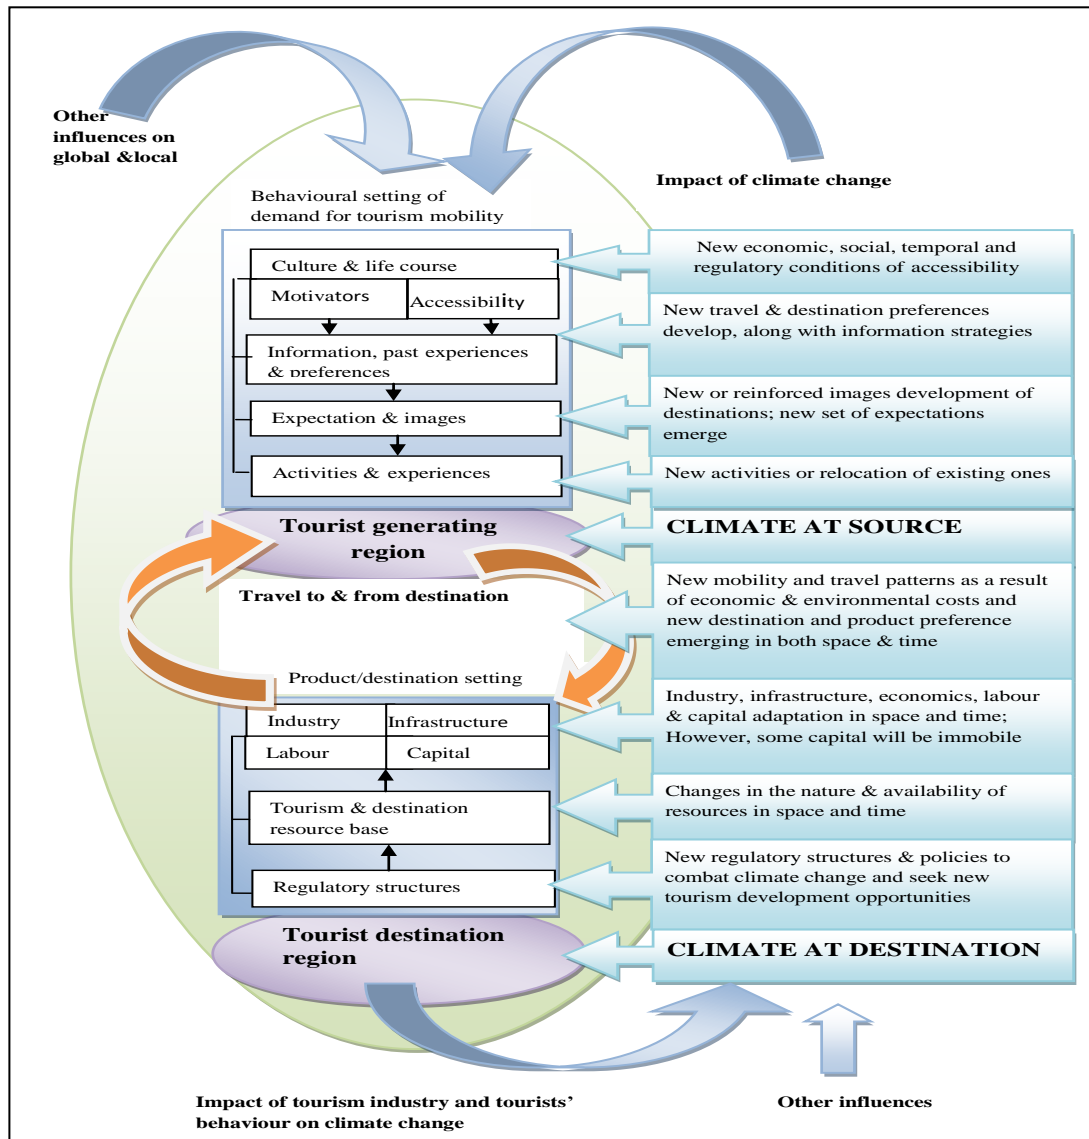 Other
influences on
global &local
Impact of climate change
Behavioural setting of
demand for tourism mobility
Culture & life course
Motivators
Accessibility
Information, past experiences
& preferences
Expectation & images
Activities & experiences
New economic, social, temporal and
regulatory conditions of accessibility
New travel & destination preferences
develop, along with information strategies
New or reinforced images development of
destinations; new set of expectations
emerge
New activities or relocation of existing ones
Tourist generating
region
CLIMATE AT SOURCE
Travel to & from destination
New mobility and travel patterns as a result
of economic & environmental costs and
new destination and product preference
emerging in both space & time
Product/destination setting
Industry
Infrastructure
Labour
Capital
Tourism & destination
resource base
Regulatory structures
Industry, infrastructure, economics, labour
& capital adaptation in space and time;
However, some capital will be immobile
Changes in the nature & availability of
resources in space and time
New regulatory structures & policies to
combat climate change and seek new
tourism development opportunities
Tourist destination
region
CLIMATE AT DESTINATION
Impact of tourism industry and tourists’
behaviour on climate change
Other influences